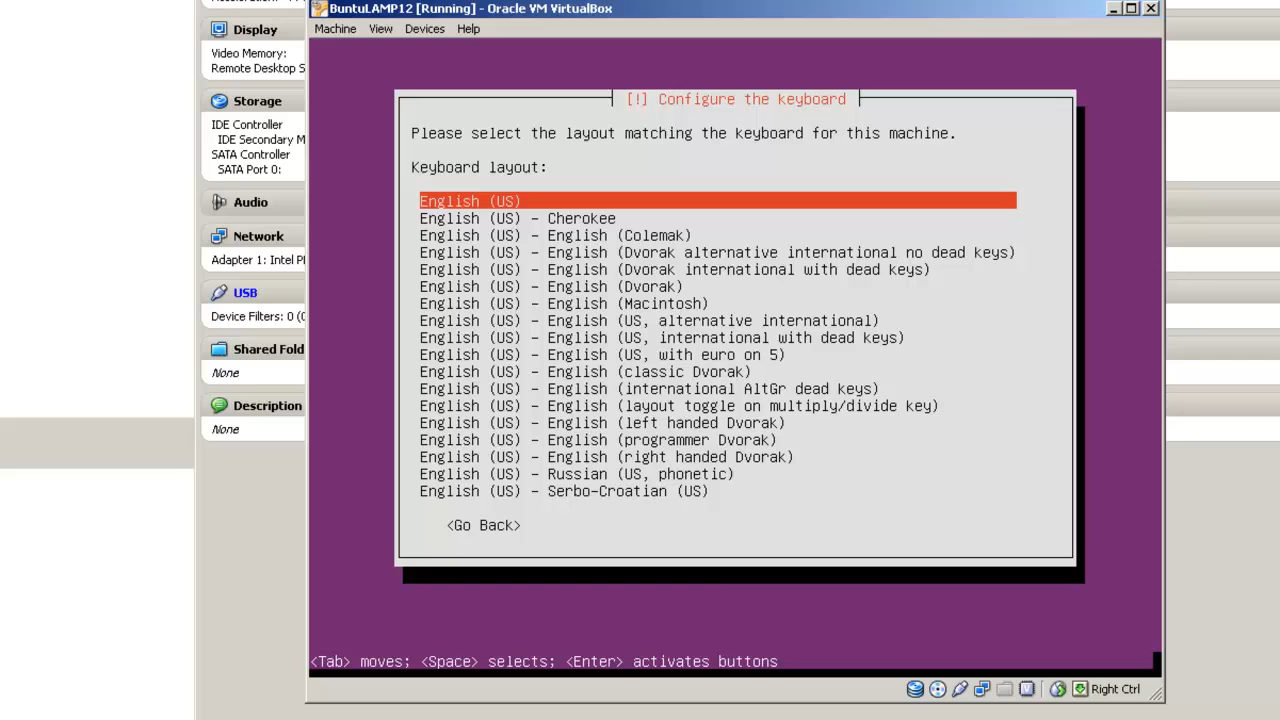 BuntuLAMP12 [Running] - Oracle VM VirtualBox
Machine View Devices Help
Display
Video Memory:
Remote Desktop S
Storage
IDE Controller
IDE Secondary M
SATA Controller
SATA Port 0:
Audio
Network
Adapter 1: Intel P
USB
Device Filters: 0 (0
Shared Fold
None
Description
None
[!] Configure the keyboard
Please select the layout matching the keyboard for this machine.
Keyboard layout:
English (US)
English (US) - Cherokee
English (US) - English (Colemak)
English (US) - English (Dvorak alternative international no dead keys)
English (US) - English (Dvorak international with dead keys)
English (US) - English (Dvorak)
English (US) - English (Macintosh)
English (US) - English (US, alternative international)
English (US) - English (US, international with dead keys)
English (US) - English (US, with euro on 5)
English (US) - English (classic Dvorak)
English (US) - English (international AltGr dead keys)
English (US) - English (layout toggle on multiply/divide key)
English (US) - English (left handed Dvorak)
English (US) - English (programmer Dvorak)
English (US) - English (right handed Dvorak)
English (US) - Russian (US, phonetic)
English (US) - Serbo-Croatian (US)
<Go Back>
<Tab> moves; <Space> selects; <Enter> activates buttons
Right Ctrl